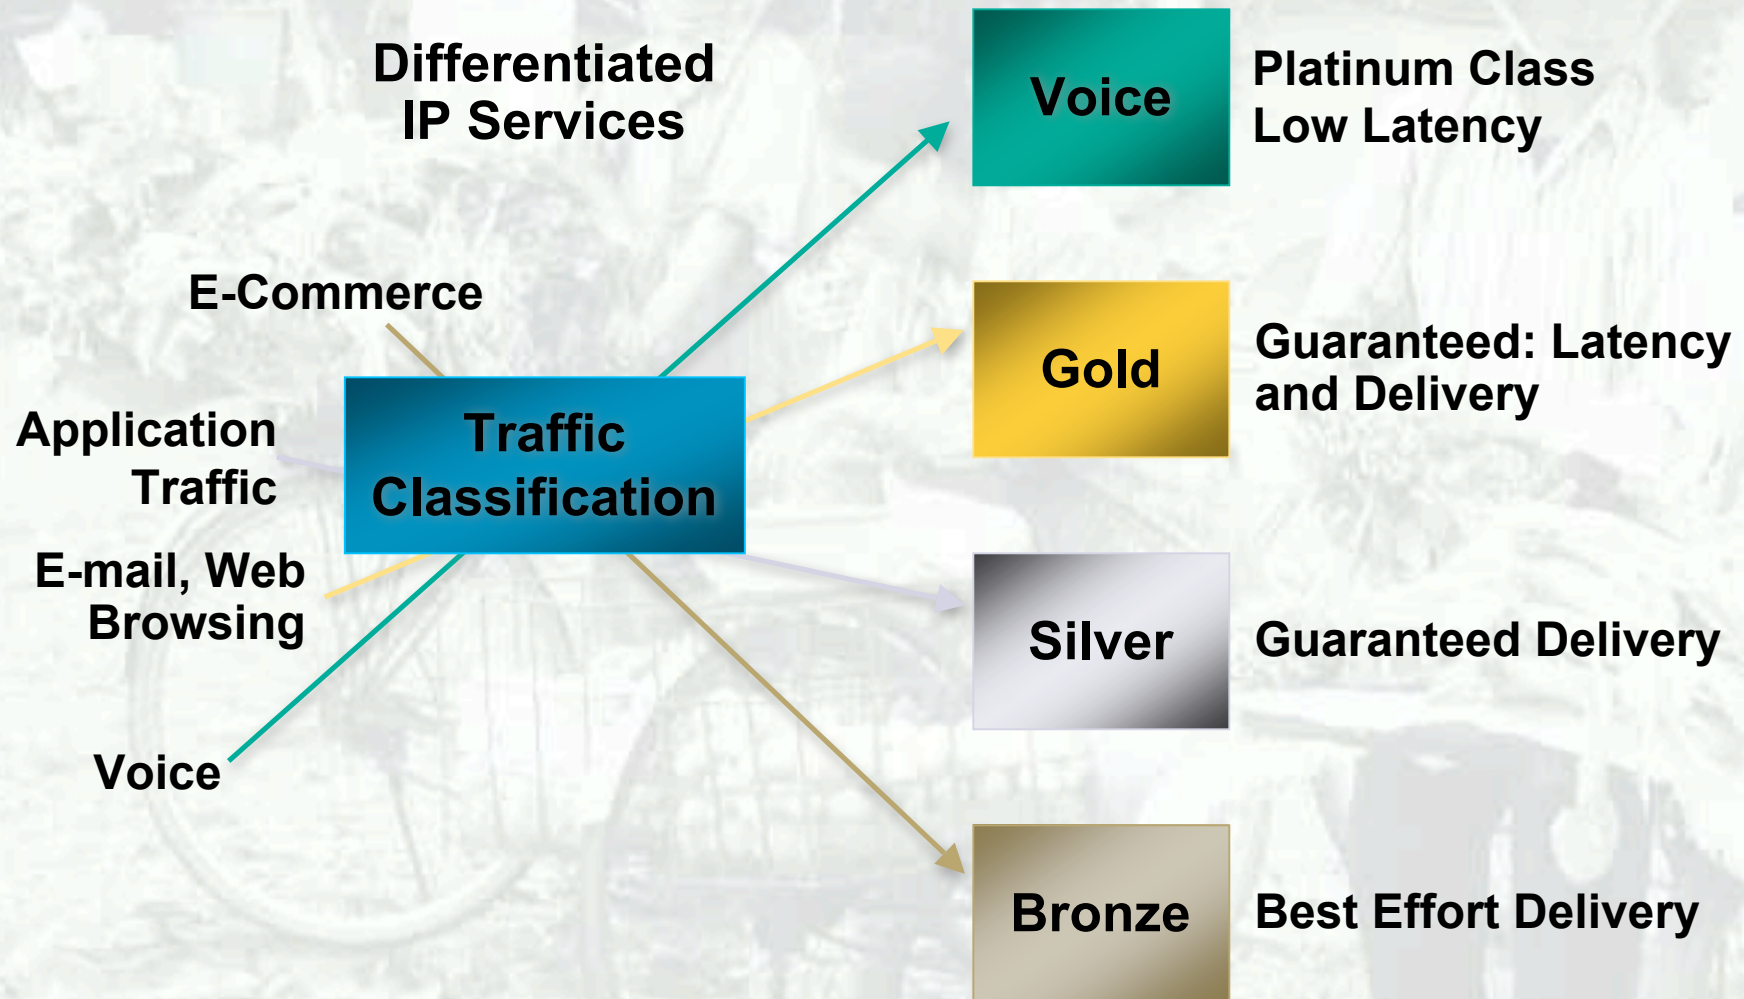 Differentiated
IP Services
E-Commerce
Application
Traffic
E-mail, Web
Browsing
Voice
Traffic
Classification
Voice
Platinum Class
Low Latency
Gold
Guaranteed: Latency
and Delivery
Silver
Guaranteed Delivery
Bronze
Best Effort Delivery